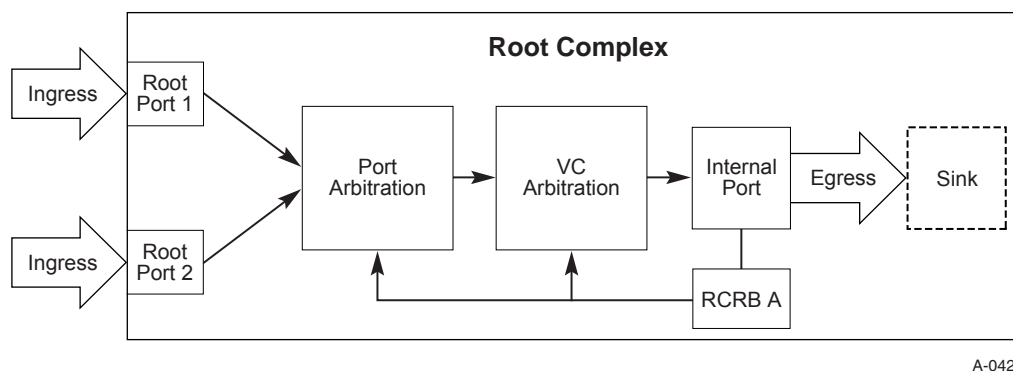 Root Complex
Ingress
Root
Port 1
Port
Arbitration
VC
Arbitration
Internal
Port
Egress
Sink
Ingress
Root
Port 2
RCRB A
A-042